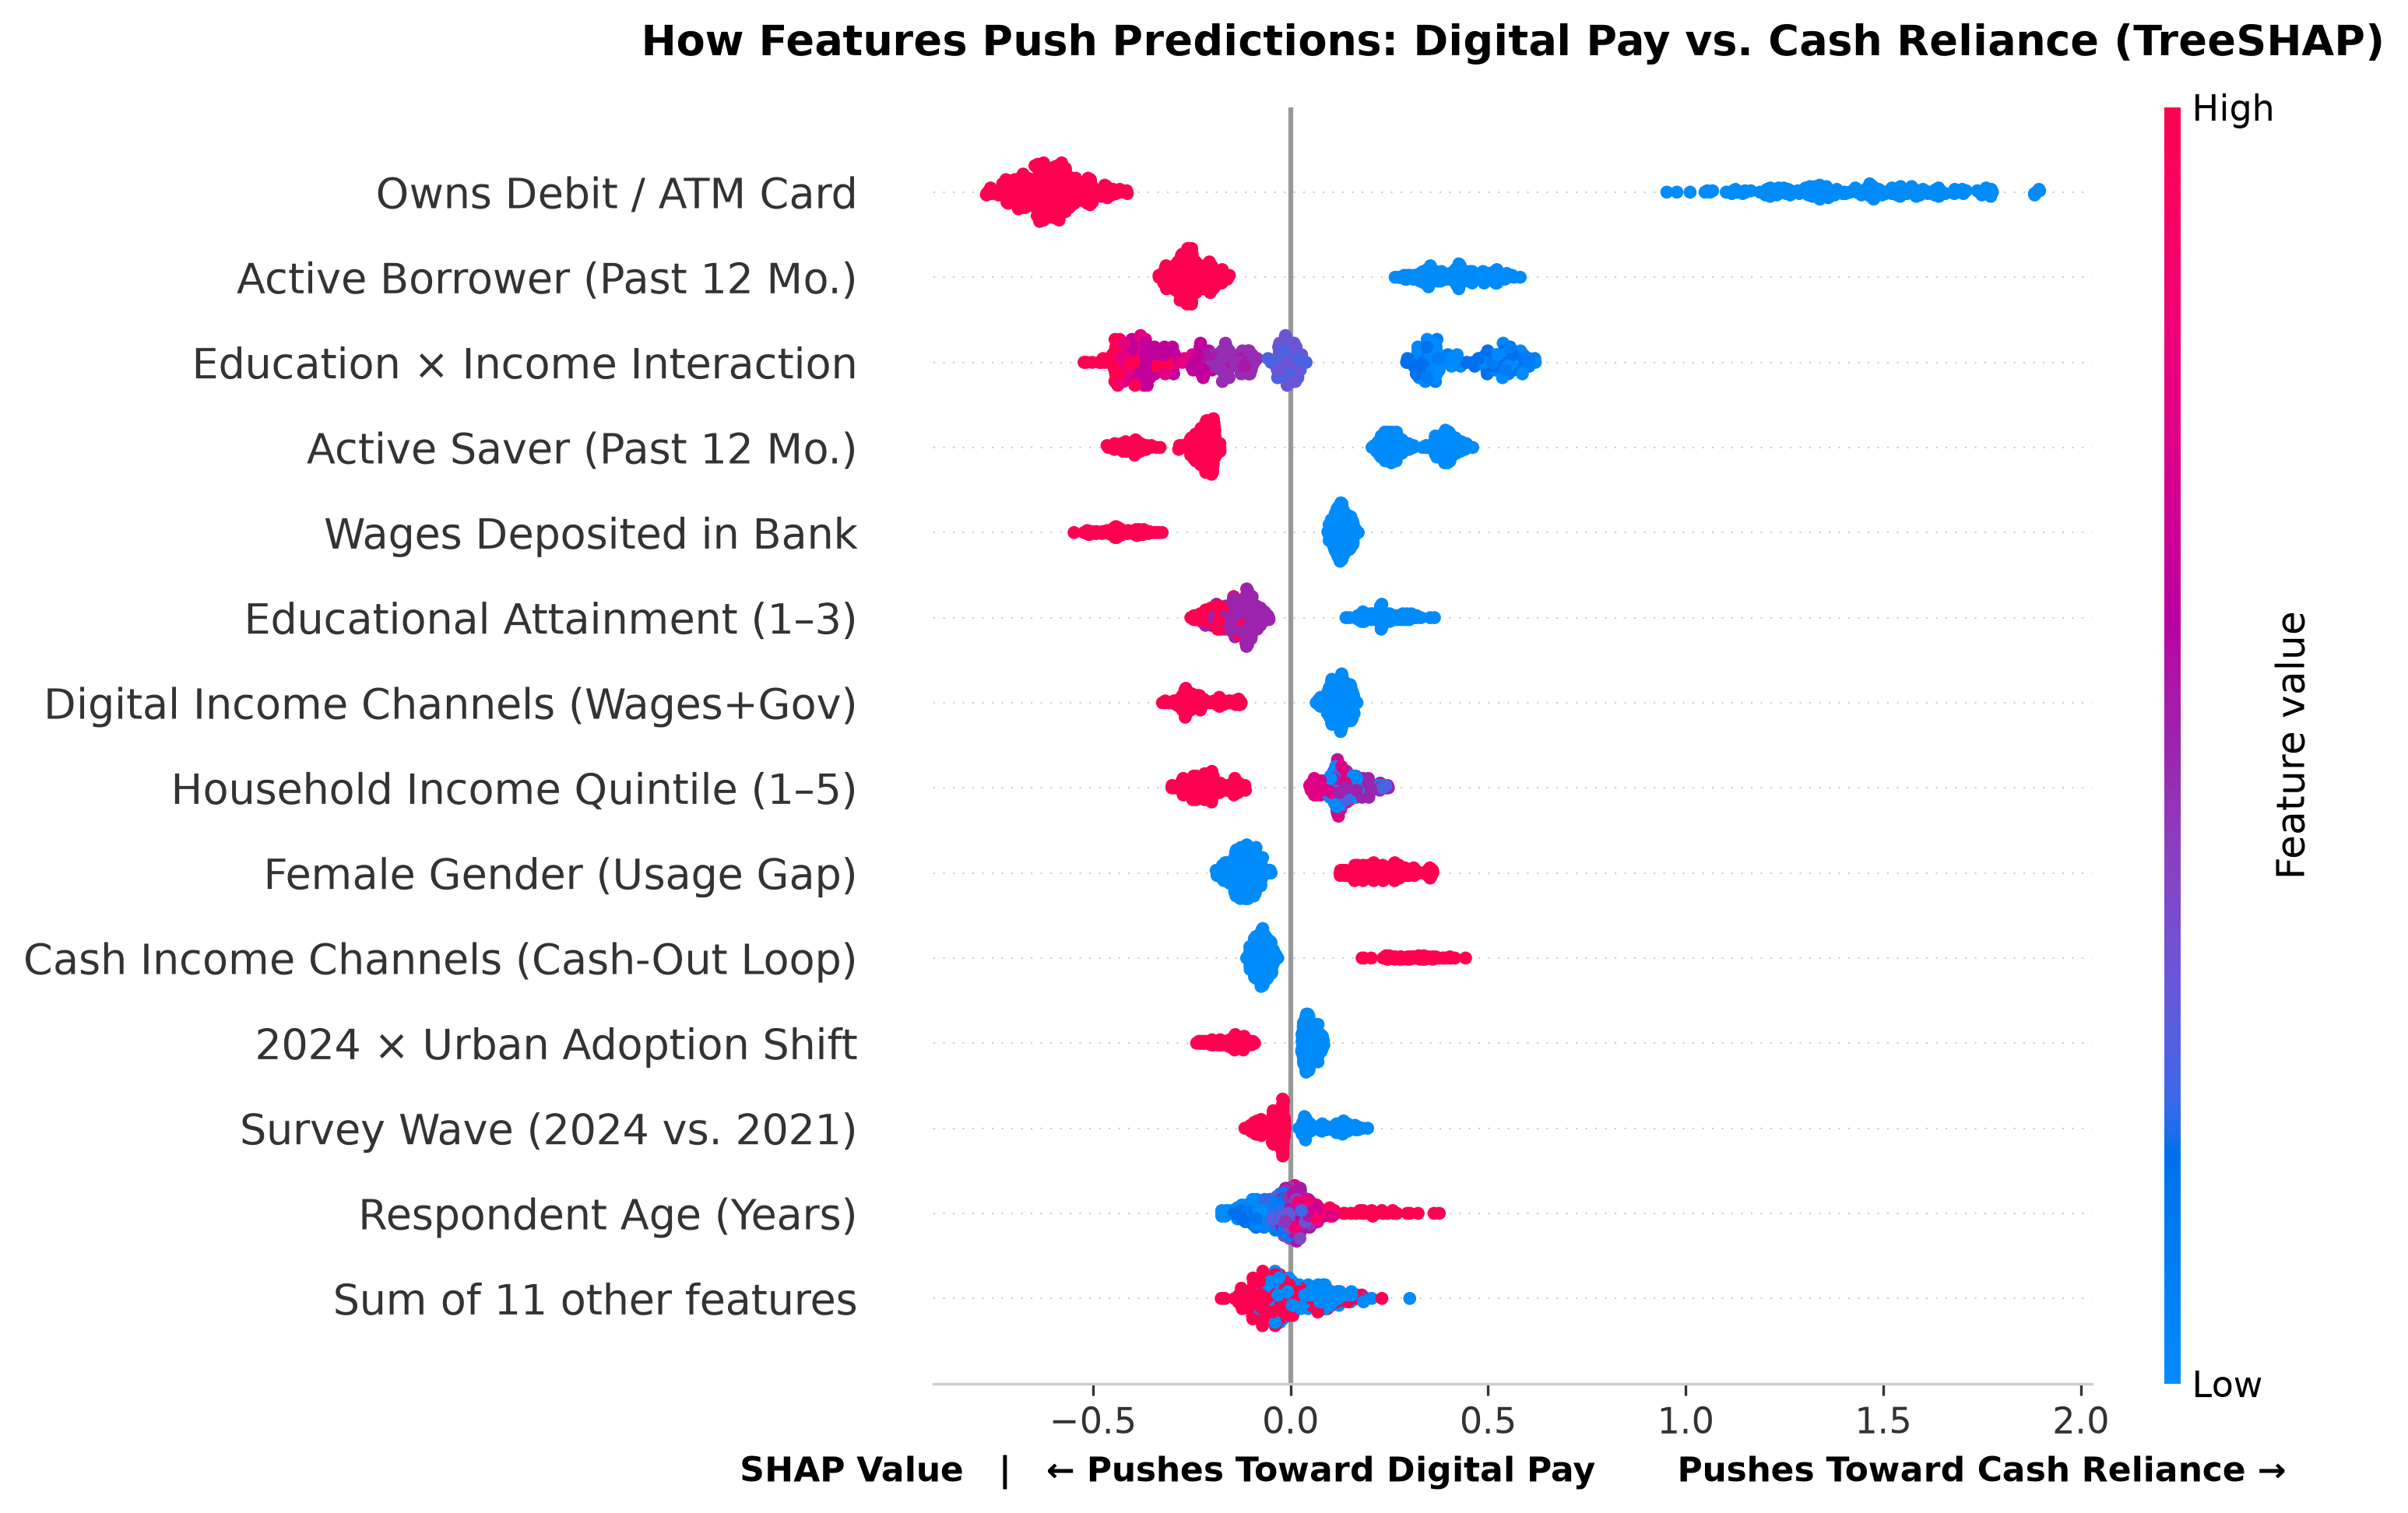 How Features Push Predictions: Digital Pay vs. Cash Reliance (TreeSHAP)
High
Owns Debit / ATM Card
Active Borrower (Past 12 Mo.)
Education × Income Interaction
Active Saver (Past 12 Mo.)
Wages Deposited in Bank
Educational Attainment (1–3)
Digital Income Channels (Wages+Gov)
Household Income Quintile (1–5)
Female Gender (Usage Gap)
Cash Income Channels (Cash-Out Loop)
2024 × Urban Adoption Shift
Survey Wave (2024 vs. 2021)
Respondent Age (Years)
Sum of 11 other features
Feature value
Low
−0.5 0.0 0.5 1.0 1.5 2.0
SHAP Value | ← Pushes Toward Digital Pay Pushes Toward Cash Reliance →